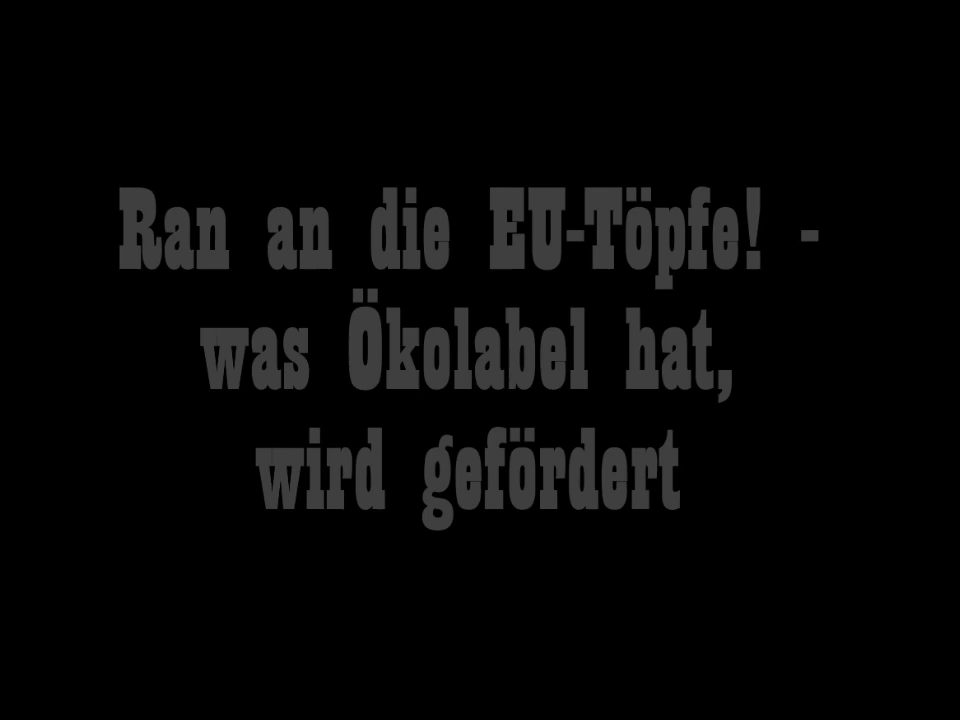 Ran an die EU-Töpfe! -
was Ökolabel hat,
wird gefördert